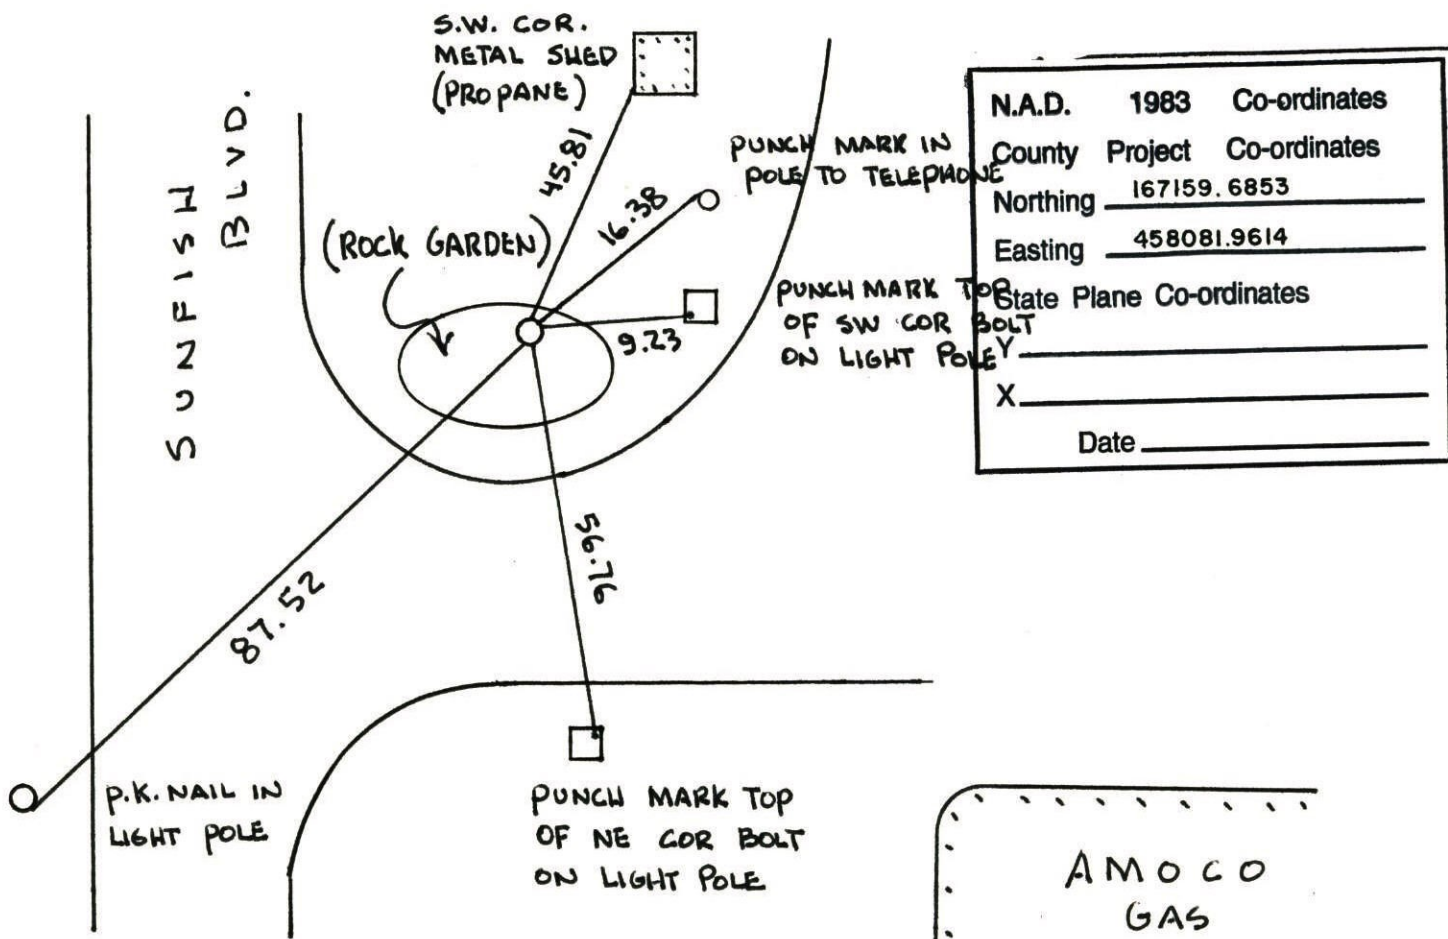 S.W. COR.
METAL SHED
(PROPANE)
SUNFISH
BLVD.
45.81
PUNCH MARK IN
POLE TO TELEPHONE
16.38
(ROCK GARDEN)
PUNCH MARK TOP
OF SW COR BOLT
ON LIGHT POLE
9.23
N.A.D. 1983 Co-ordinates
County Project Co-ordinates
Northing 167159.6853
Easting 458081.9614
State Plane Co-ordinates
Y
X
Date
87.52
56.76
P.K. NAIL IN
LIGHT POLE
PUNCH MARK TOP
OF NE COR BOLT
ON LIGHT POLE
AMOCO
GAS